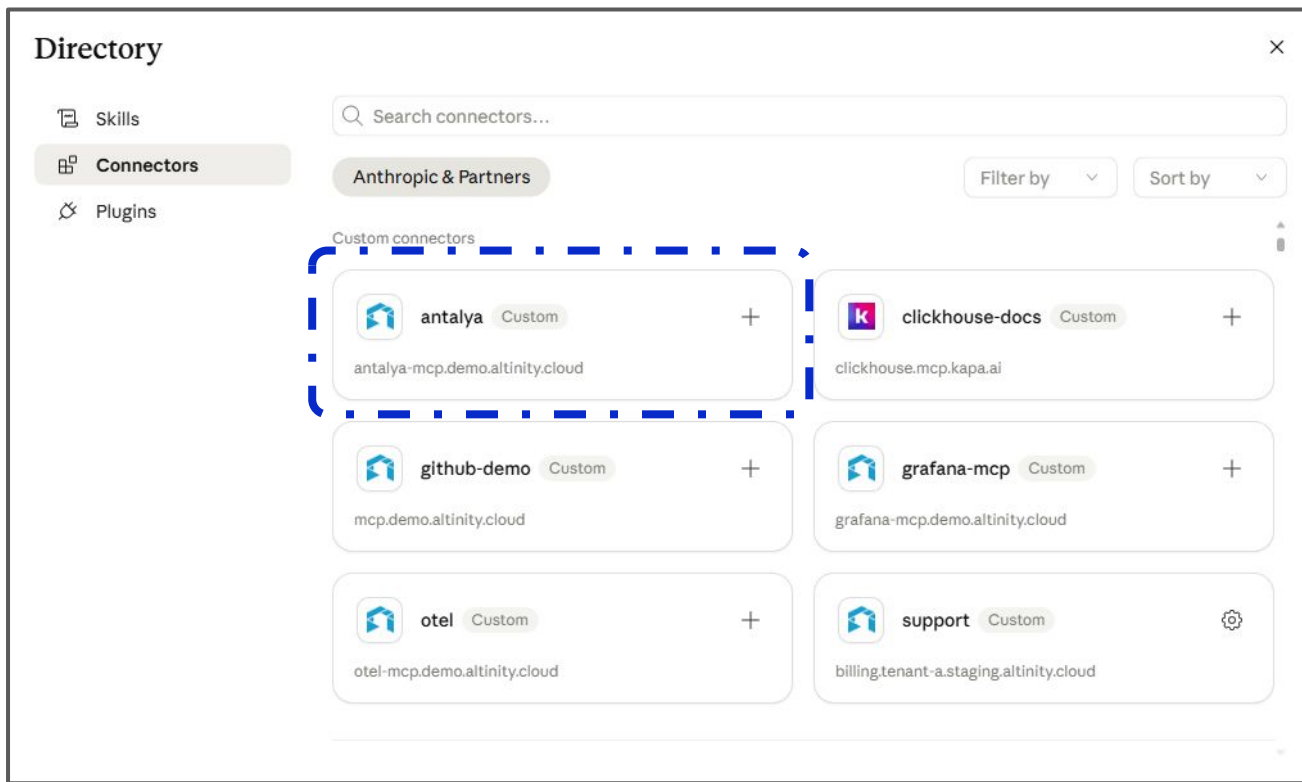 Directory
Skills
Connectors
Plugins
Search connectors...
Anthropic & Partners
Filter by
Sort by
Custom connectors
antalya Custom
antalya-mcp.demo.altinity.cloud
k
clickhouse-docs Custom
clickhouse.mcp.kapa.ai
github-demo Custom
mcp.demo.altinity.cloud
grafana-mcp Custom
grafana-mcp.demo.altinity.cloud
otel Custom
otel-mcp.demo.altinity.cloud
support Custom
billing.tenant-a.staging.altinity.cloud